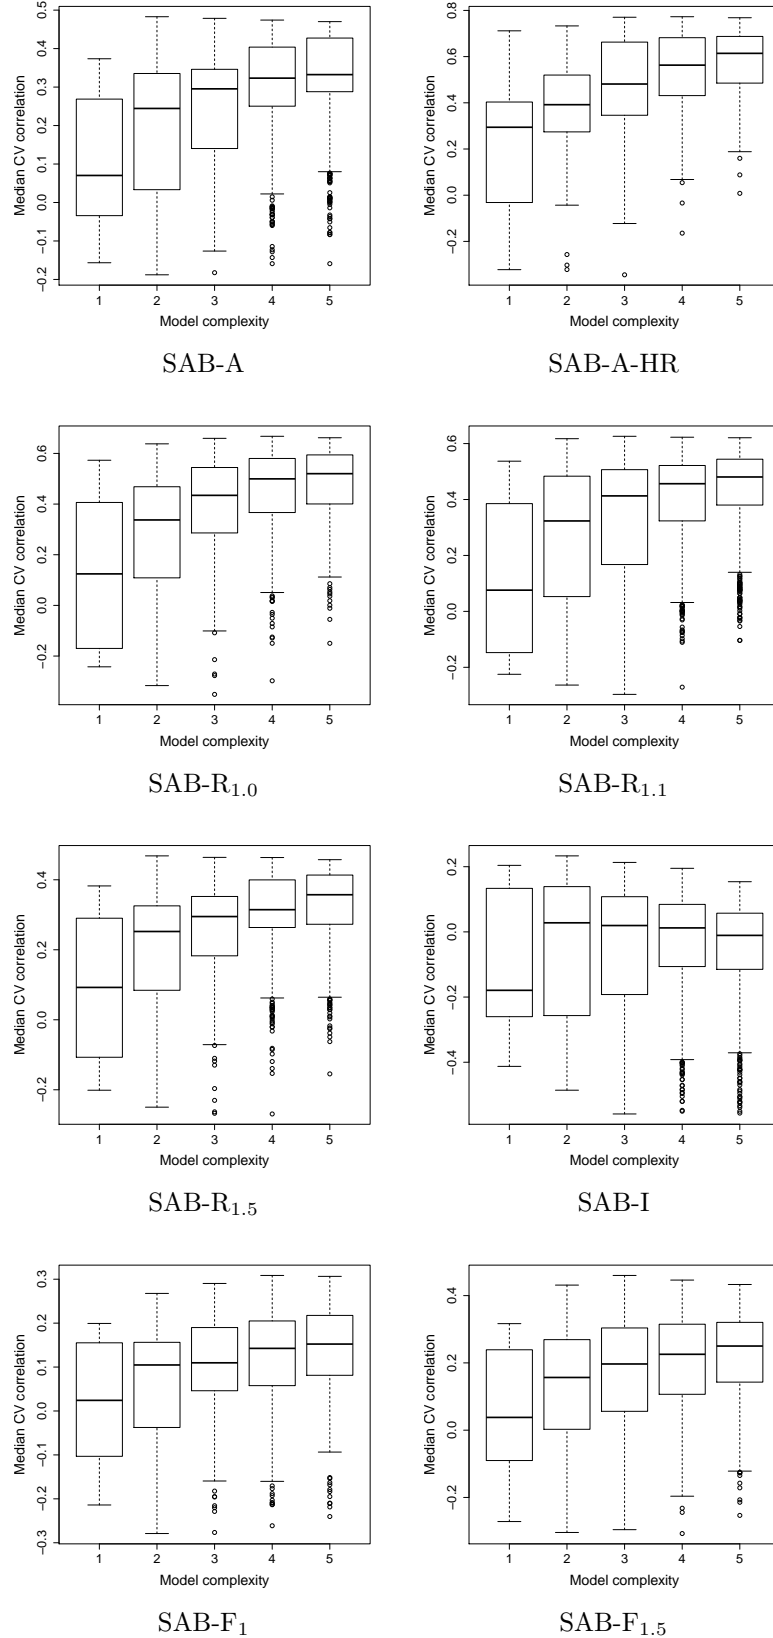 0.5
0.4
0.3
0.2
0.1
0.0
−0.1
−0.2
Median CV correlation
1 2 3 4 5
Model complexity
SAB-A
0.8
0.6
0.4
0.2
0.0
−0.2
Median CV correlation
1 2 3 4 5
Model complexity
SAB-A-HR
0.6
0.4
0.2
0.0
−0.2
Median CV correlation
1 2 3 4 5
Model complexity
SAB-R1.0
0.6
0.4
0.2
0.0
−0.2
Median CV correlation
1 2 3 4 5
Model complexity
SAB-R1.1
0.4
0.2
0.0
−0.2
Median CV correlation
1 2 3 4 5
Model complexity
SAB-R1.5
0.2
0.0
−0.2
−0.4
Median CV correlation
1 2 3 4 5
Model complexity
SAB-I
0.3
0.2
0.1
0.0
−0.1
−0.2
−0.3
Median CV correlation
1 2 3 4 5
Model complexity
SAB-F1
0.4
0.2
0.0
−0.2
Median CV correlation
1 2 3 4 5
Model complexity
SAB-F1.5